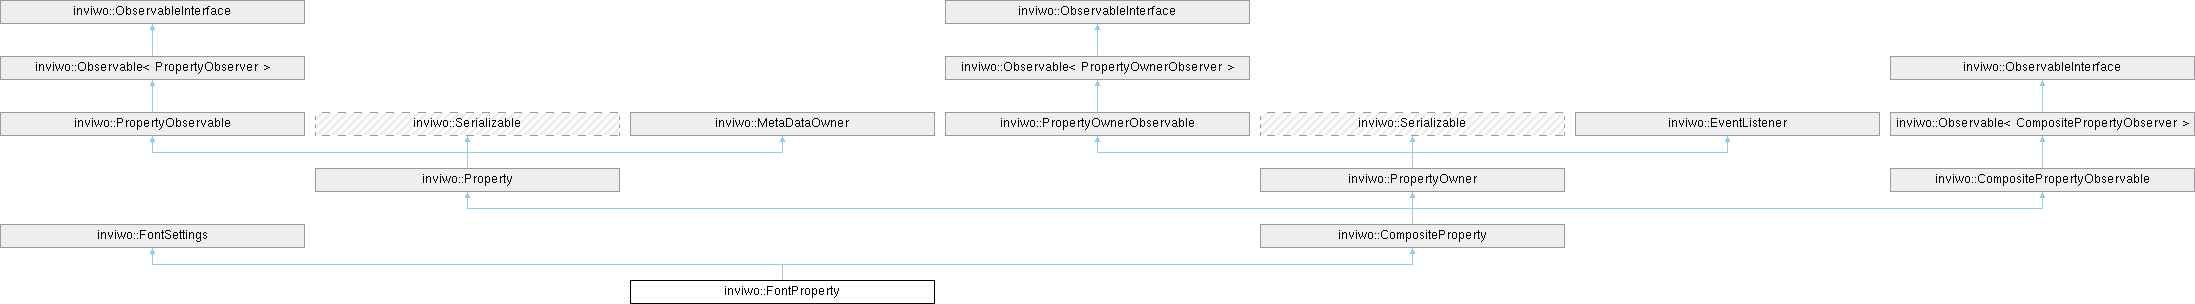 inviwo::ObservableInterface
inviwo::ObservableInterface
inviwo::Observable< PropertyObserver >
inviwo::Observable< PropertyOwnerObserver >
inviwo::ObservableInterface
inviwo::PropertyObservable
inviwo::Serializable
inviwo::MetaDataOwner
inviwo::PropertyOwnerObservable
inviwo::Serializable
inviwo::EventListener
inviwo::Observable< CompositePropertyObserver >
inviwo::Property
inviwo::PropertyOwner
inviwo::CompositePropertyObservable
inviwo::FontSettings
inviwo::CompositeProperty
inviwo::FontProperty